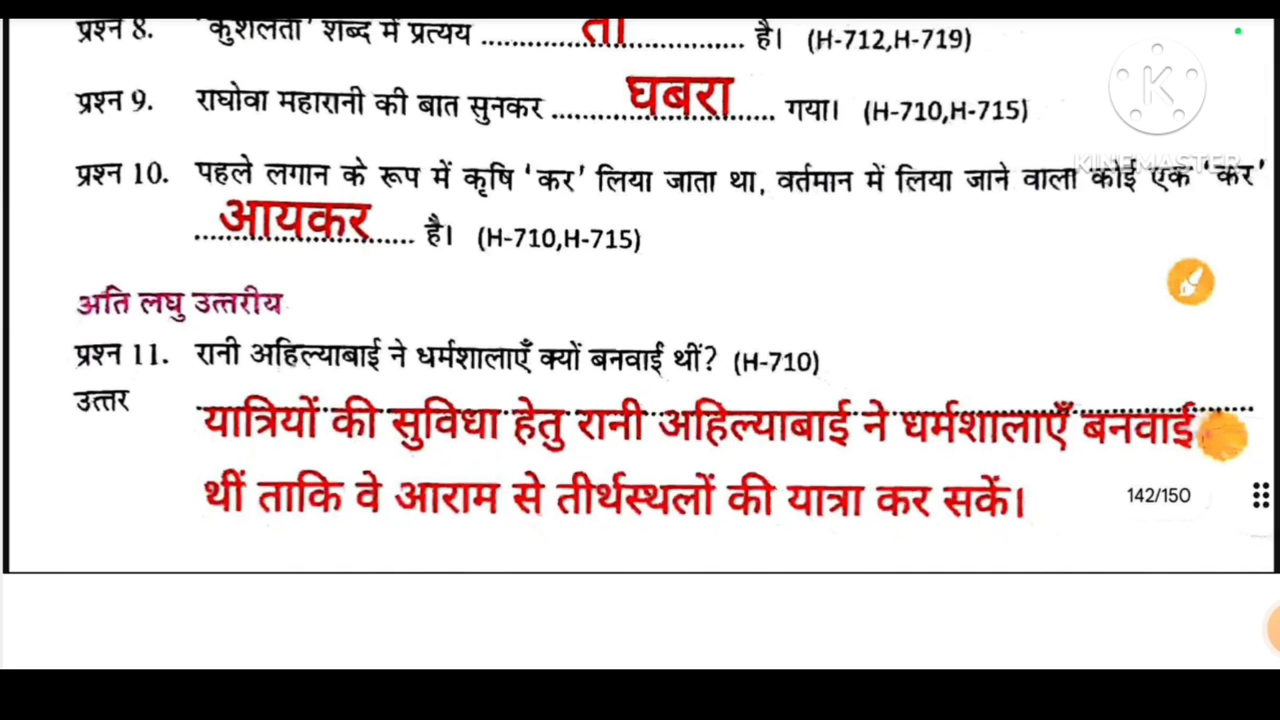 प्रश्न 8. 'कुशलता' शब्द में प्रत्यय ........ता........ है। (H-712,H-719)
प्रश्न 9. राघोवा महारानी की बात सुनकर ........घबरा........ गया। (H-710,H-715)
प्रश्न 10. पहले लगान के रूप में कृषि 'कर' लिया जाता था, वर्तमान में लिया जाने वाला कोई एक 'कर'
........आयकर........ है। (H-710,H-715)
अति लघु उत्तरीय
प्रश्न 11. रानी अहिल्याबाई ने धर्मशालाएँ क्यों बनवाई थीं? (H-710)
उत्तर
यात्रियों की सुविधा हेतु रानी अहिल्याबाई ने धर्मशालाएँ बनवाई
थीं ताकि वे आराम से तीर्थस्थलों की यात्रा कर सकें।
142/150
K
KINEMASTER